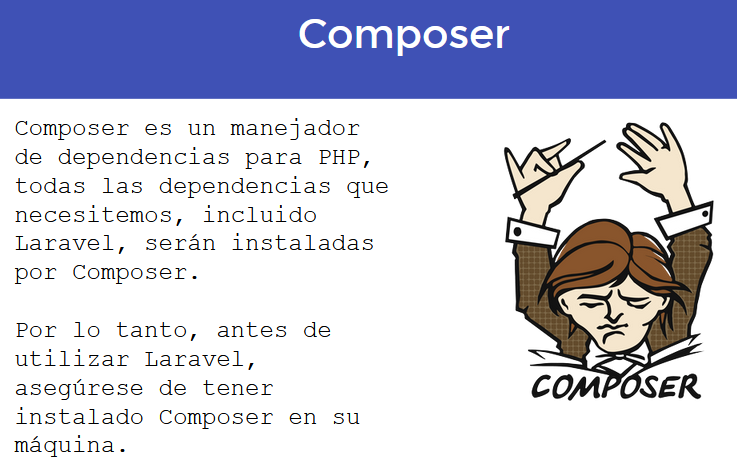 Composer
Composer es un manejador
de dependencias para PHP,
todas las dependencias que
necesitemos, incluido
Laravel, serán instaladas
por Composer.
Por lo tanto, antes de
utilizar Laravel,
asegúrese de tener
instalado Composer en su
máquina.
COMPOSER